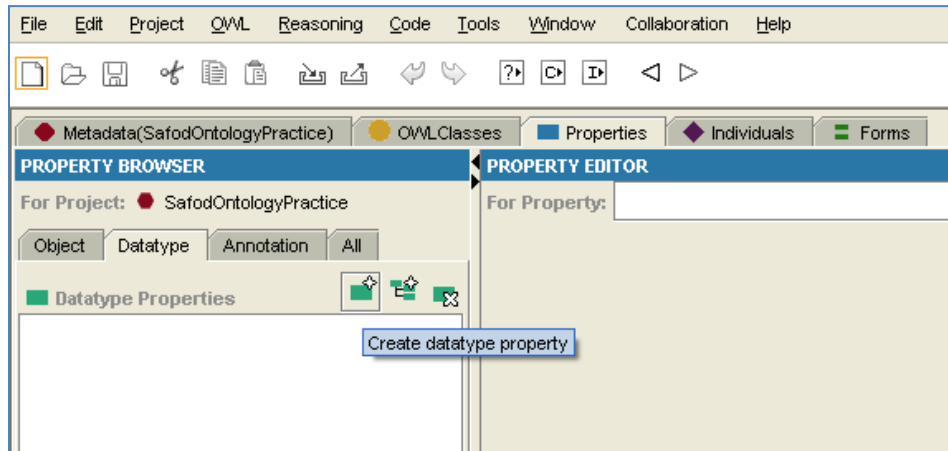 File Edit Project OWL Reasoning Code Tools Window Collaboration Help
Metadata(SafodOntologyPractice) OWLClasses Properties Individuals Forms
PROPERTY BROWSER
PROPERTY EDITOR
For Project: SafodOntologyPractice
For Property:
Object Datatype Annotation All
Datatype Properties
Create datatype property